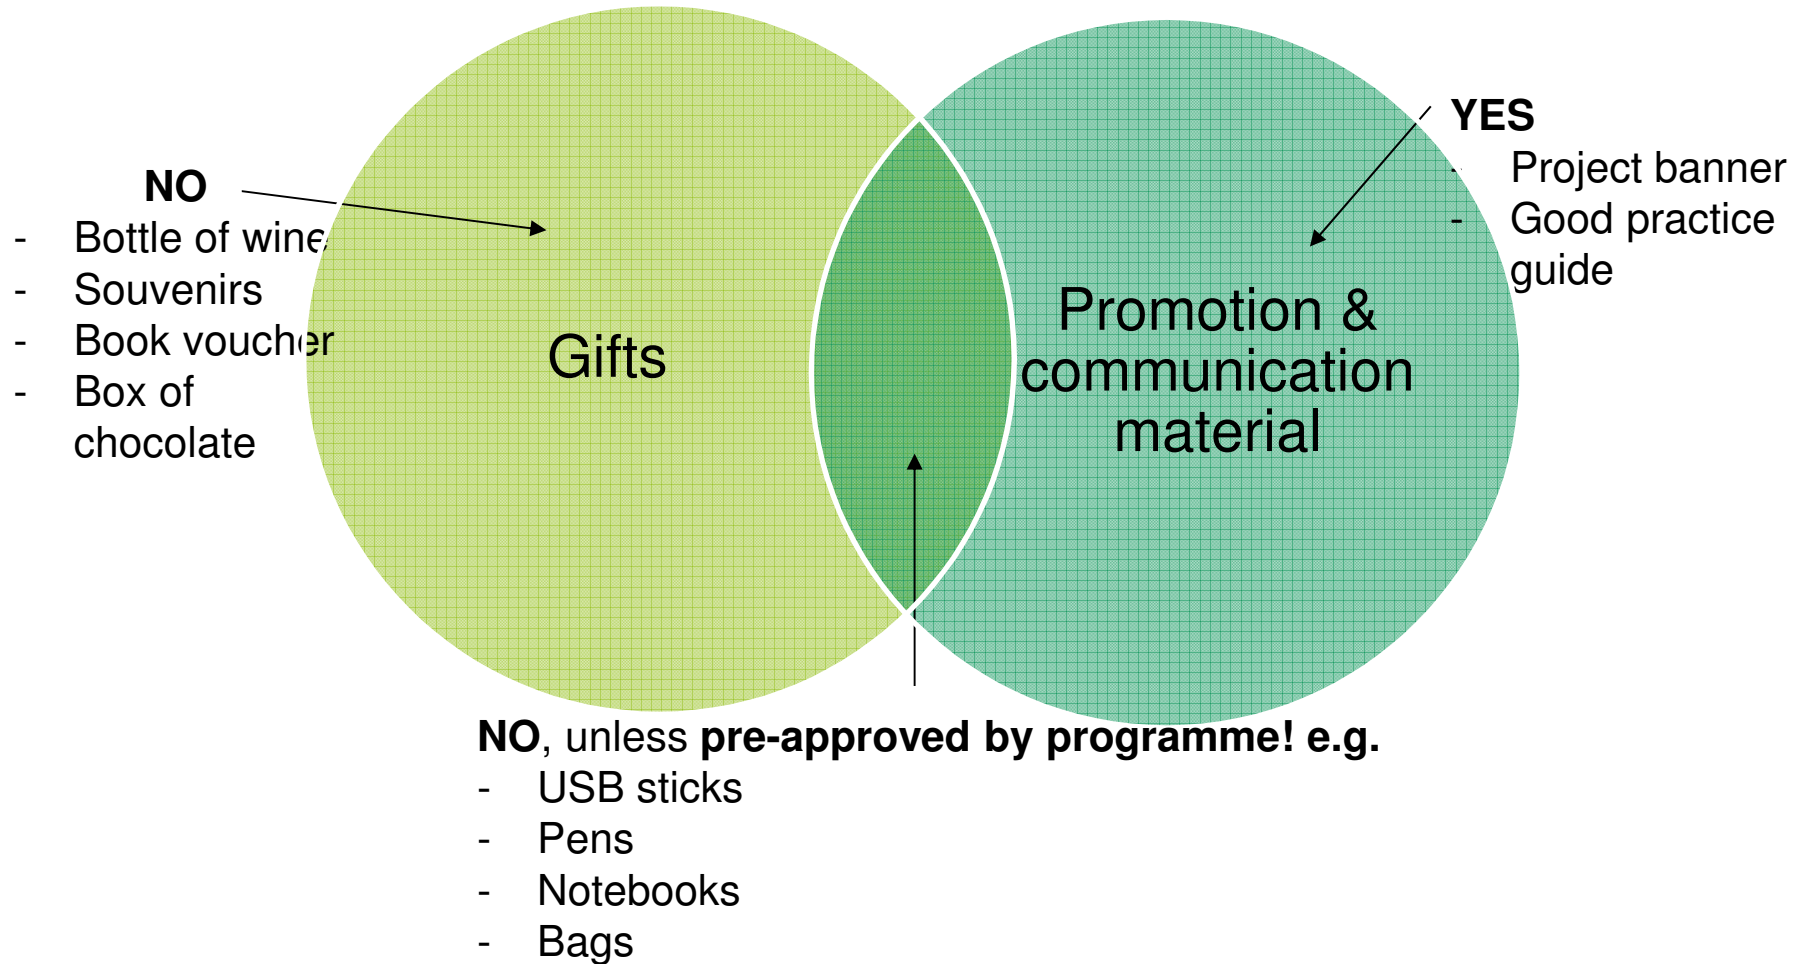 NO
- Bottle of wine
- Souvenirs
- Book voucher
- Box of
chocolate
Gifts
Promotion &
communication
material
YES
- Project banner
- Good practice
guide
NO, unless pre-approved by programme! e.g.
- USB sticks
- Pens
- Notebooks
- Bags